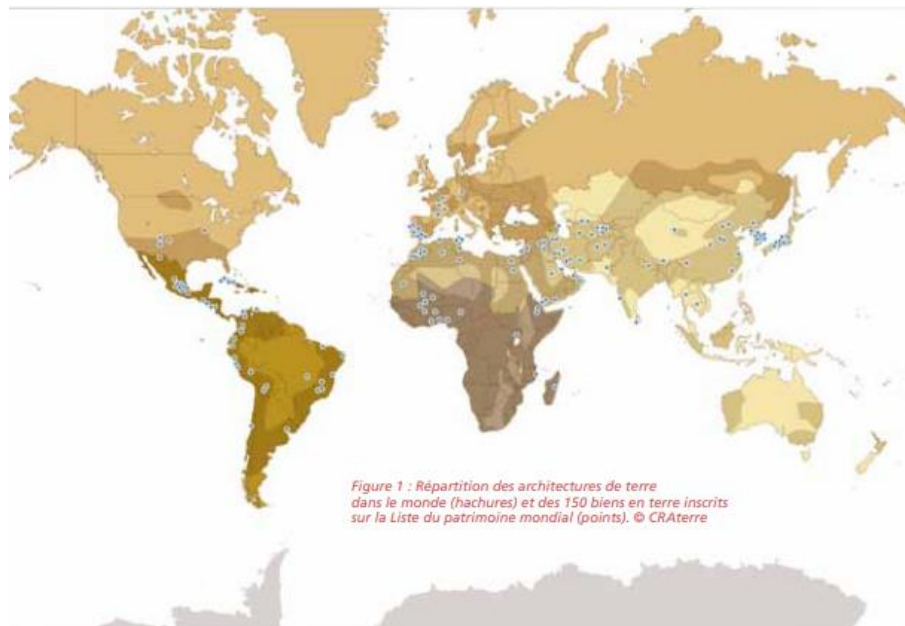 Figure 1 : Répartition des architectures de terre
dans le monde (hachures) et des 150 biens en terre inscrits
sur la Liste du patrimoine mondial (points). © CRAterre